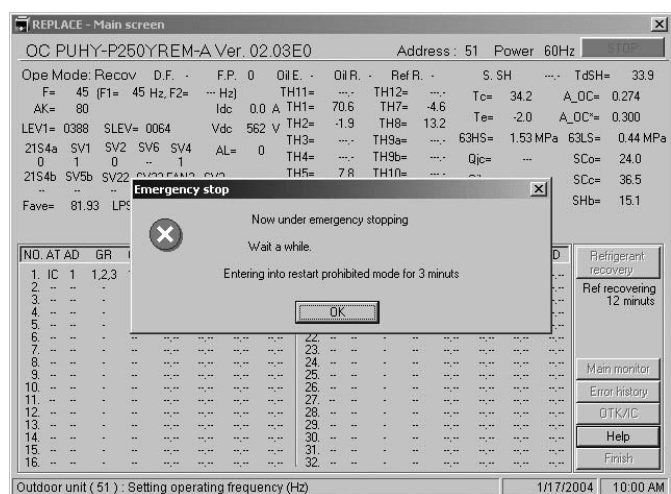 REPLACE - Main screen
OC PUHY-P250YREM-A Ver. 02.03E0 Address : 51 Power 60Hz STOP
Ope Mode: Recov D.F. - F.P. 0 Oil E. - Oil R. - Ref R. - S. SH ---.- TdSH= 33.9
F= 45 (F1= 45 Hz, F2= --- Hz) TH11= ---.- TH12= ---.- Tc= 34.2 A_OC= 0.274
AK= 80 Idc 0.0 A TH1= 70.6 TH7= -4.6 Te= -2.0 A_OC*= 0.300
LEV1= 0388 SLEV= 0064 Vdc 562 V TH2= -1.9 TH8= 13.2 63HS= 1.53 MPa 63LS= 0.44 MPa
21S4a SV1 SV2 SV6 SV4 AL= 0 TH3= ---.- TH9a= ---.- Qjc= --- SCo= 24.0
0 1 0 -- 1 TH4= ---.- TH9b= ---.-
21S4b SV5b SV22 TH5= 7.8 TH10= SCc= 36.5
Fave= 81.93 SHb= 15.1
Emergency stop
Now under emergency stopping
Wait a while.
Entering into restart prohibited mode for 3 minuts
OK
NO. AT AD GR D
1. IC 1 1,2,3
2. -- --
3. -- --
4. -- --
5. -- --
6. -- -- 22. -- --
7. -- -- 23. -- --
8. -- -- 24. -- --
9. -- -- 25. -- --
10. -- -- 26. -- --
11. -- -- 27. -- --
12. -- -- 28. -- --
13. -- -- 29. -- --
14. -- -- 30. -- --
15. -- -- 31. -- --
16. -- -- 32. -- --
Refrigerant
recovery
Ref recovering
12 minuts
Main monitor
Error history
OTK/IC
Help
Finish
Outdoor unit ( 51 ) : Setting operating frequency (Hz) 1/17/2004 10:00 AM